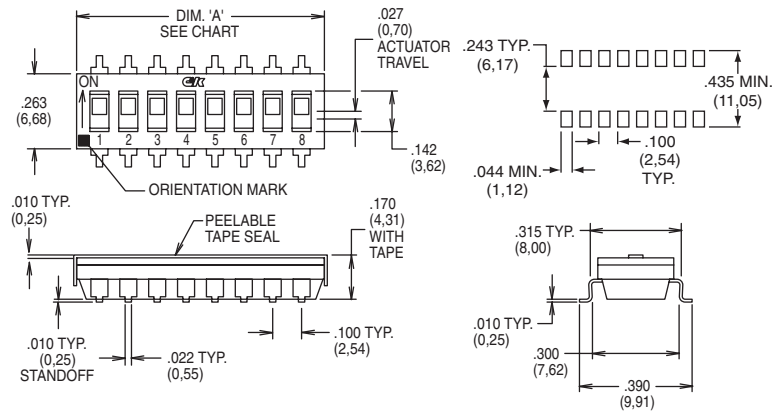 DIM. 'A'
SEE CHART
.027
(0,70)
ACTUATOR
TRAVEL
ON
C&K
.263
(6,68)
1 2 3 4 5 6 7 8
.142
(3,62)
ORIENTATION MARK
.243 TYP.
(6,17)
.435 MIN.
(11,05)
.044 MIN.
(1,12)
.100
(2,54)
TYP.
.010 TYP.
(0,25)
PEELABLE
TAPE SEAL
.170
(4,31)
WITH
TAPE
.010 TYP.
(0,25)
STANDOFF
.022 TYP.
(0,55)
.100 TYP.
(2,54)
.315 TYP.
(8,00)
.010 TYP.
(0,25)
.300
(7,62)
.390
(9,91)